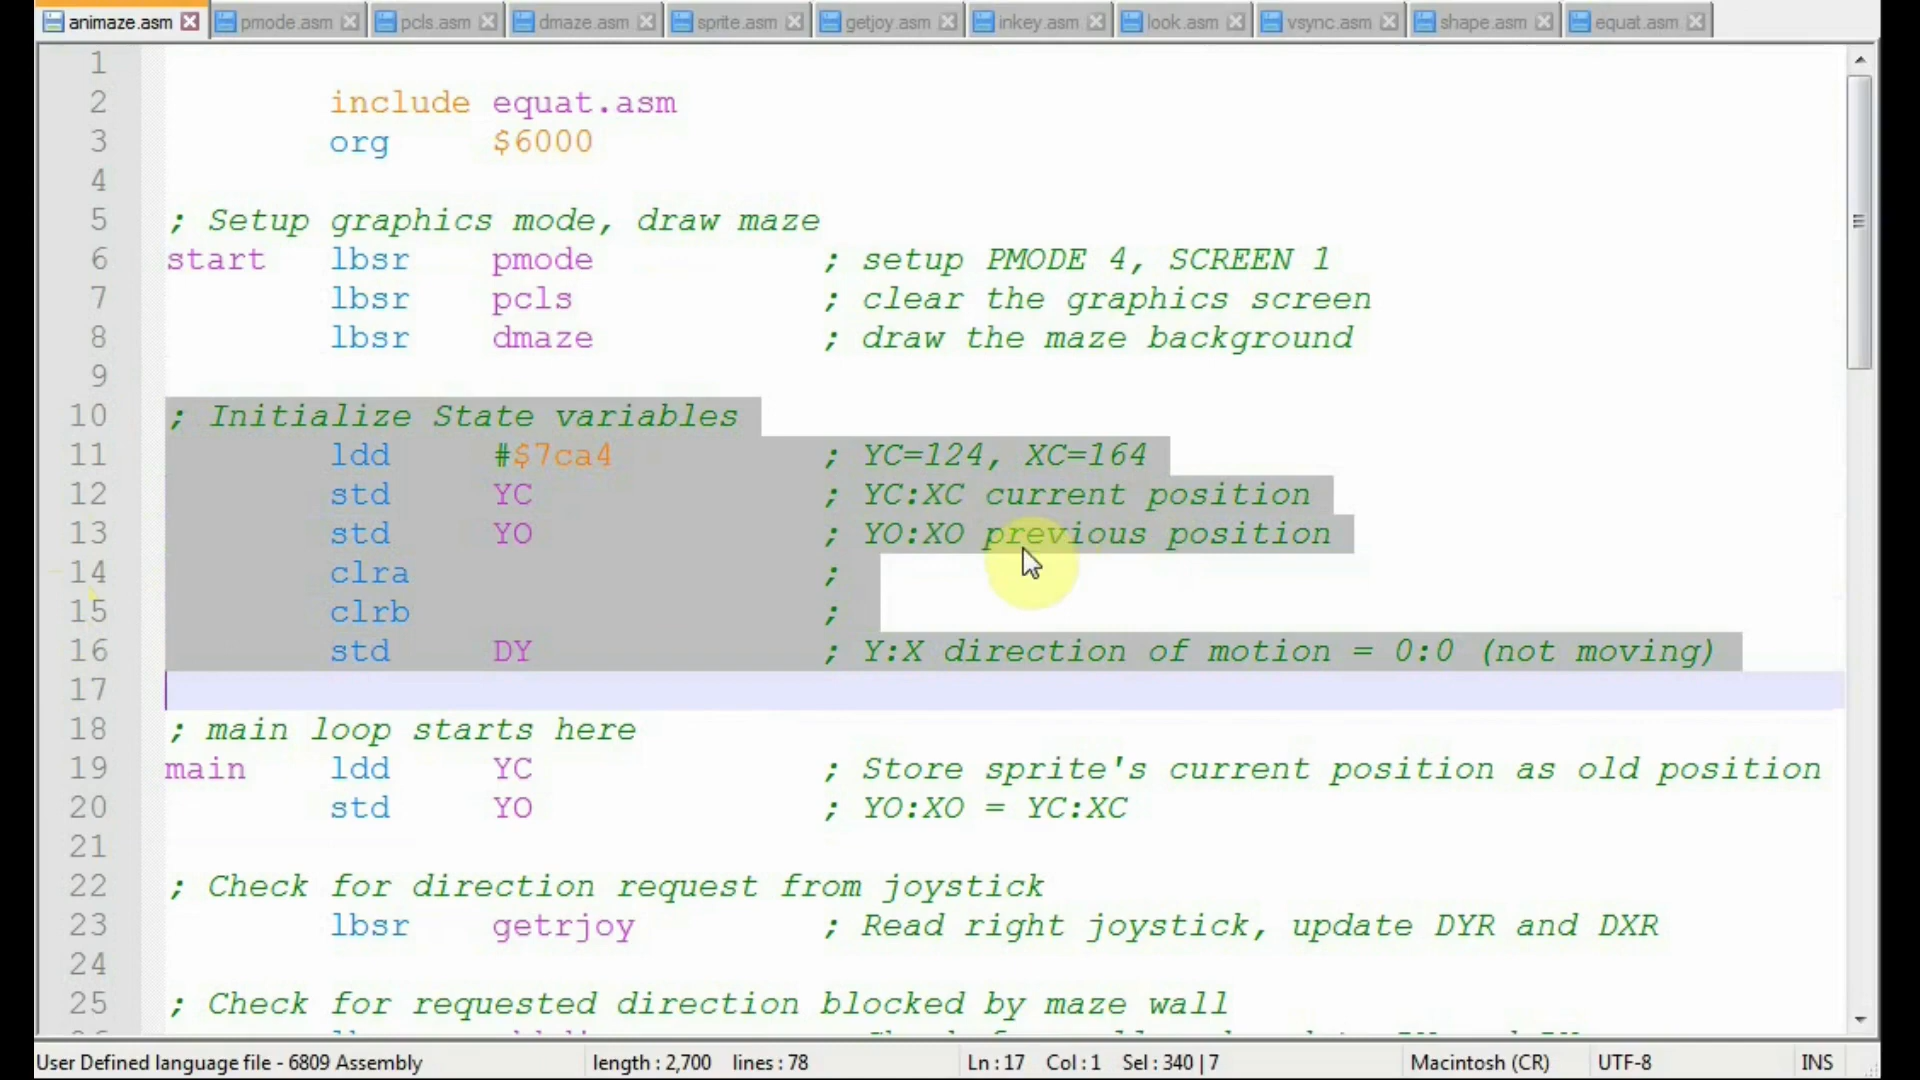 animaze.asm pmode.asm pcls.asm dmaze.asm sprite.asm getjoy.asm inkey.asm look.asm vsync.asm shape.asm equat.asm
1
2 include equat.asm
3 org $6000
4
5 ; Setup graphics mode, draw maze
6 start lbsr pmode ; setup PMODE 4, SCREEN 1
7 lbsr pcls ; clear the graphics screen
8 lbsr dmaze ; draw the maze background
9
10 ; Initialize State variables
11 ldd #$7ca4 ; YC=124, XC=164
12 std YC ; YC:XC current position
13 std YO ; YO:XO previous position
14 clra ;
15 clrb ;
16 std DY ; Y:X direction of motion = 0:0 (not moving)
17
18 ; main loop starts here
19 main ldd YC ; Store sprite's current position as old position
20 std YO ; YO:XO = YC:XC
21
22 ; Check for direction request from joystick
23 lbsr getrjoy ; Read right joystick, update DYR and DXR
24
25 ; Check for requested direction blocked by maze wall
User Defined language file - 6809 Assembly length : 2,700 lines : 78 Ln : 17 Col : 1 Sel : 340 | 7 Macintosh (CR) UTF-8 INS